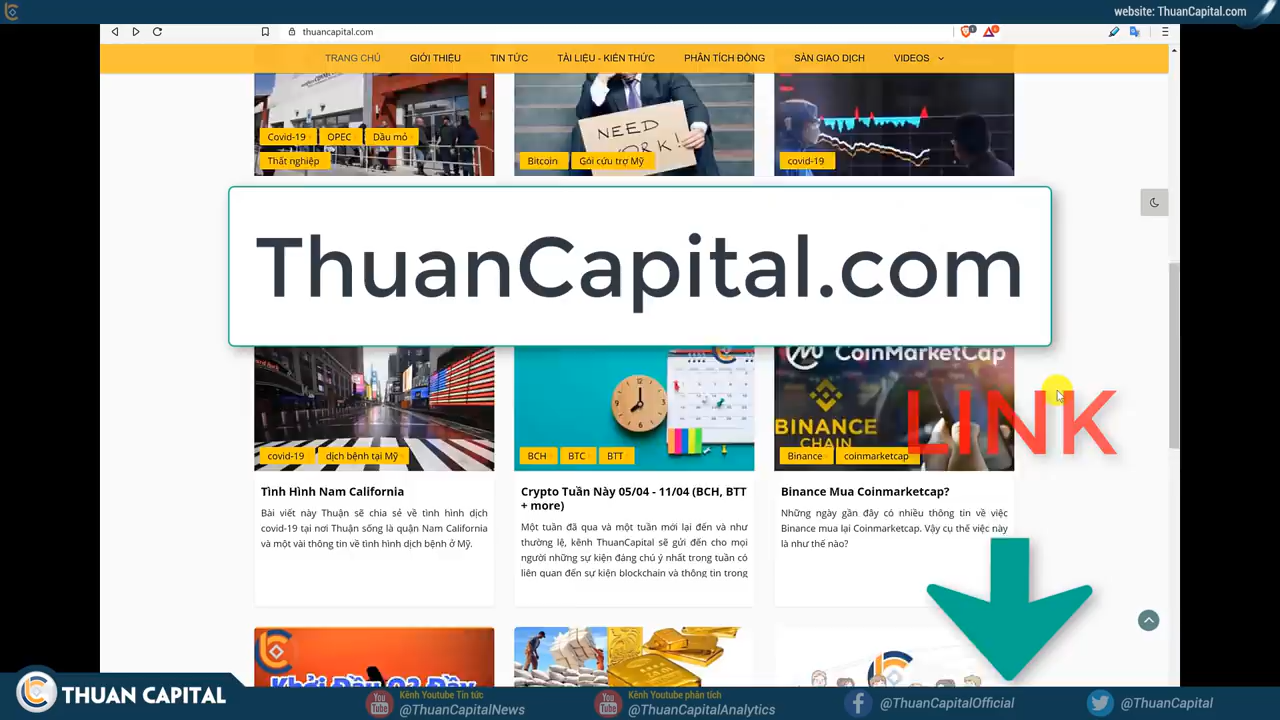 website: ThuanCapital.com
thuancapital.com
TRANG CHỦ GIỚI THIỆU TIN TỨC TÀI LIỆU - KIẾN THỨC PHÂN TÍCH ĐỘNG SÀN GIAO DỊCH VIDEOS
NEED
WORK!
Covid-19 OPEC Dầu mỏ
Thất nghiệp
Bitcoin Gói cứu trợ Mỹ
covid-19
ThuanCapital.com
CoinMarketCap
BINANCE
CHAIN
LINK
covid-19 dịch bệnh tại Mỹ
BCH BTC BTT
Binance coinmarketcap
Tình Hình Nam California
Bài viết này Thuận sẽ chia sẻ về tình hình dịch
covid-19 tại nơi Thuận sống là quận Nam California
và một vài thông tin về tình hình dịch bệnh ở Mỹ.
Crypto Tuần Này 05/04 - 11/04 (BCH, BTT
+ more)
Một tuần đã qua và một tuần mới lại đến và như
thường lệ, kênh ThuanCapital sẽ gửi đến cho mọi
người những sự kiện đáng chú ý nhất trong tuần có
liên quan đến sự kiện blockchain và thông tin trong
Binance Mua Coinmarketcap?
Những ngày gần đây có nhiều thông tin về việc
Binance mua lại Coinmarketcap. Vậy cụ thể việc này
là như thế nào?
Khởi Đầu Q2 Đầy
THUAN CAPITAL
Kênh Youtube Tin tức
@ThuanCapitalNews
Kênh Youtube phân tích
@ThuanCapitalAnalytics
@ThuanCapitalOfficial
@ThuanCapital